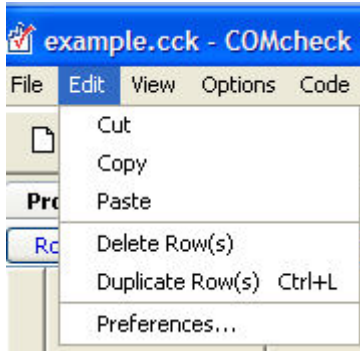 example.cck - COMcheck
File Edit View Options Code
Cut
Copy
Paste
Delete Row(s)
Duplicate Row(s) Ctrl+L
Preferences...